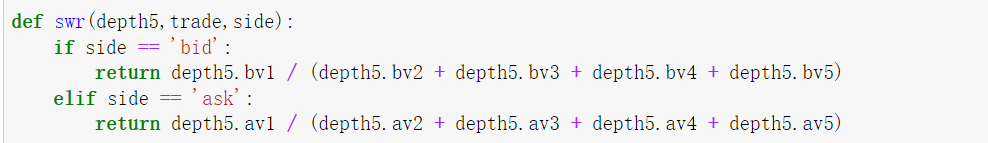 def swr(depth5,trade,side):
    if side == 'bid':
        return depth5.bv1 / (depth5.bv2 + depth5.bv3 + depth5.bv4 + depth5.bv5)
    elif side == 'ask':
        return depth5.av1 / (depth5.av2 + depth5.av3 + depth5.av4 + depth5.av5)